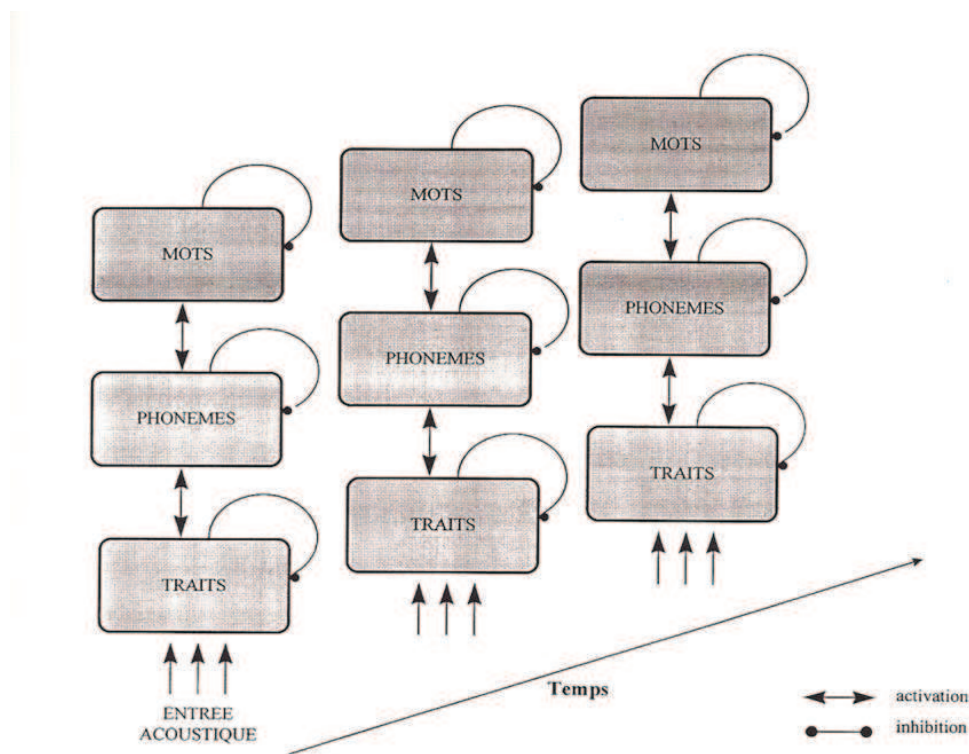 MOTS
MOTS
MOTS
PHONEMES
PHONEMES
PHONEMES
TRAITS
TRAITS
TRAITS
ENTREE
ACOUSTIQUE
Temps
activation
inhibition